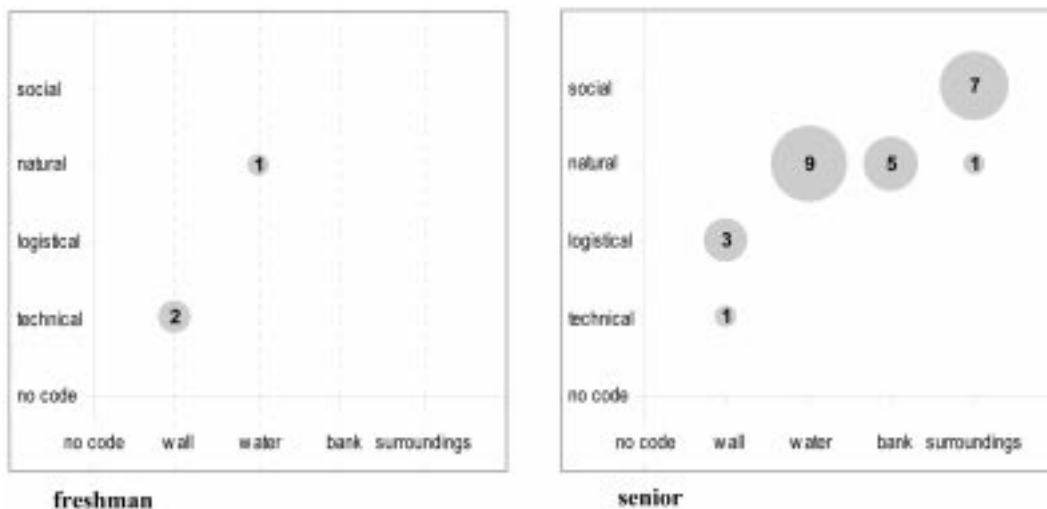 social
natural 1
logistical
technical 2
no code
no code wall water bank surroundings
freshman
social 7
natural 9 5 1
logistical 3
technical 1
no code
no code wall water bank surroundings
senior